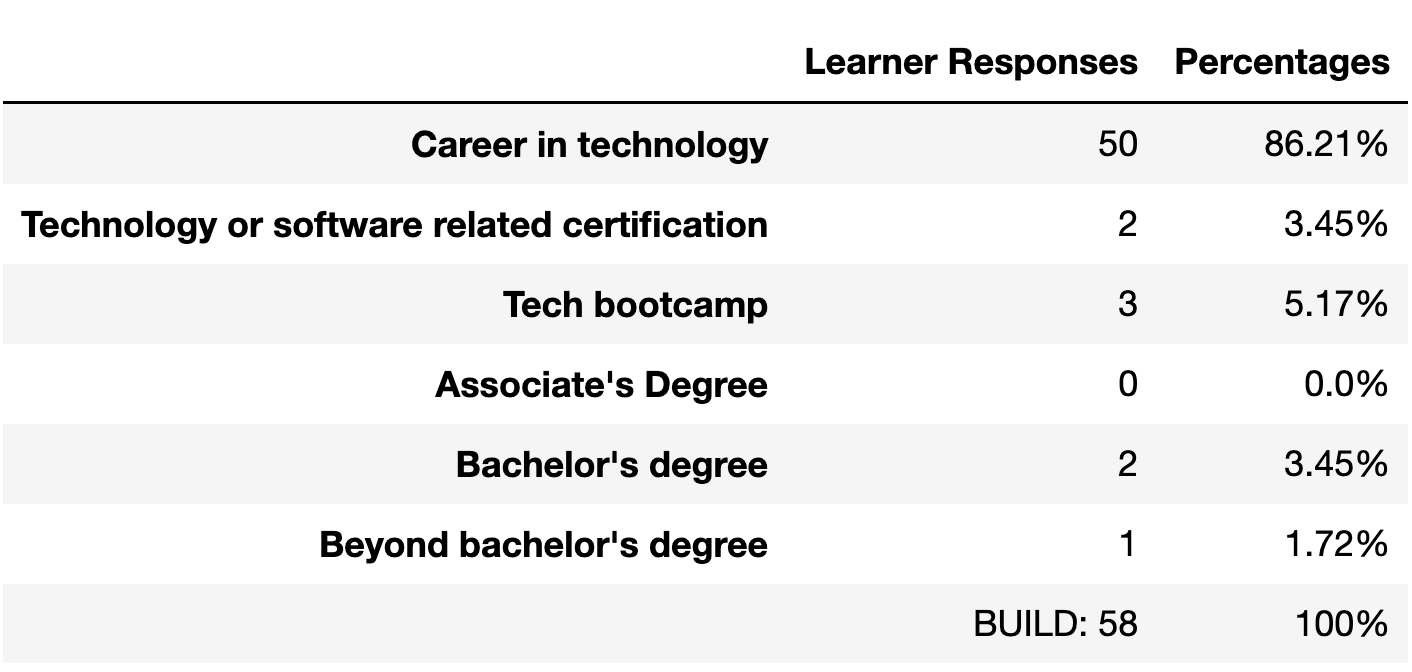 Learner Responses Percentages
Career in technology 50 86.21%
Technology or software related certification 2 3.45%
Tech bootcamp 3 5.17%
Associate's Degree 0 0.0%
Bachelor's degree 2 3.45%
Beyond bachelor's degree 1 1.72%
BUILD: 58 100%